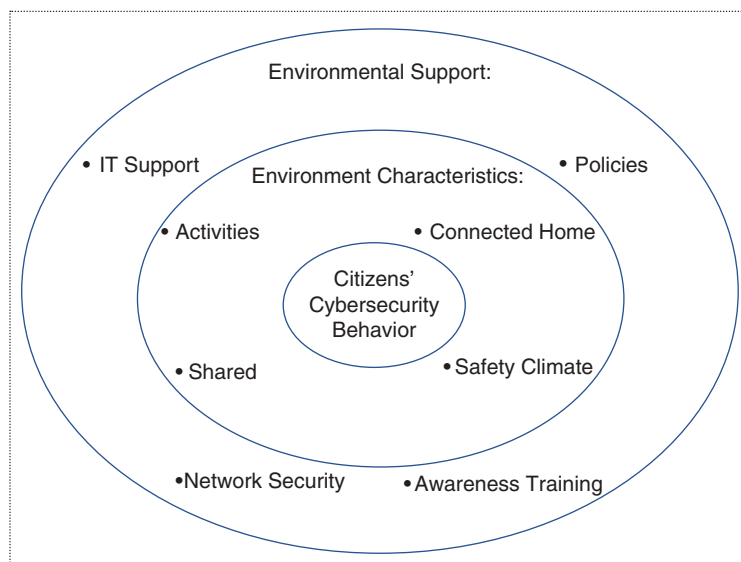 Environmental Support:
• IT Support
• Policies
Environment Characteristics:
• Activities
• Connected Home
Citizens’
Cybersecurity
Behavior
• Shared
• Safety Climate
•Network Security
•Awareness Training